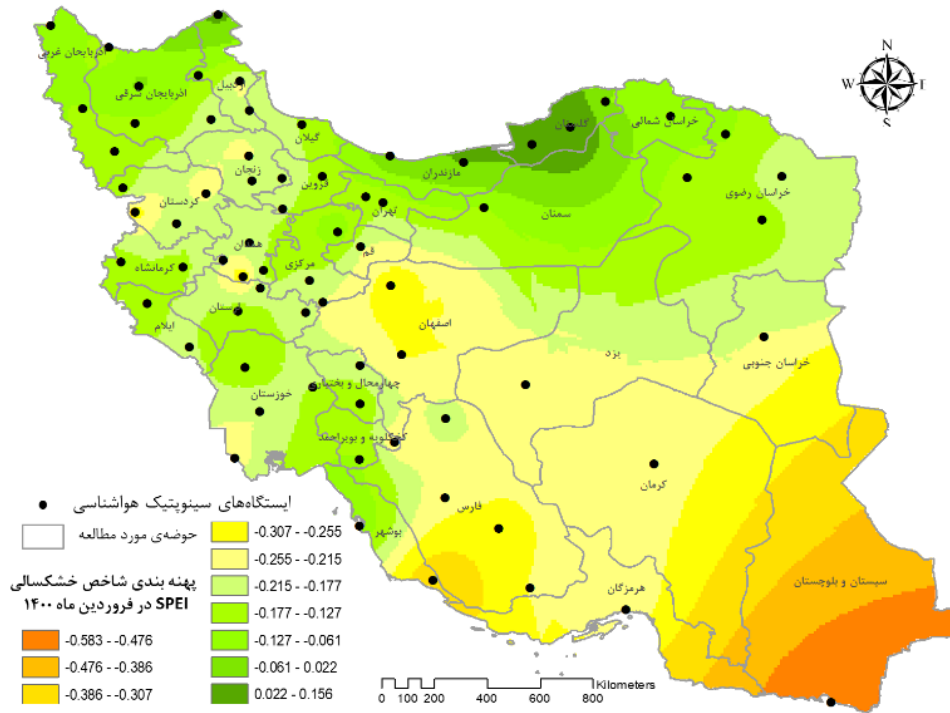 آذربایجان غربی
آذربایجان شرقی
اردبیل
گیلان
زنجان
کردستان
قزوین
مازندران
گلستان
خراسان شمالی
خراسان رضوی
تهران
سمنان
همدان
قم
مرکزی
کرمانشاه
لرستان
ایلام
اصفهان
یزد
خراسان جنوبی
چهارمحال و بختیاری
خوزستان
کهکلویه و بویراحمد
کرمان
فارس
بوشهر
سیستان و بلوچستان
هرمزگان
N
W
E
S
ایستگاه‌های سینوپتیک هواشناسی
حوضه‌ی مورد مطالعه
پهنه بندی شاخص خشکسالی
SPEI در فروردین ماه ۱۴۰۰
-0.583 - -0.476
-0.476 - -0.386
-0.386 - -0.307
-0.307 - -0.255
-0.255 - -0.215
-0.215 - -0.177
-0.177 - -0.127
-0.127 - -0.061
-0.061 - 0.022
0.022 - 0.156
0 100 200 400 600 800
Kilometers